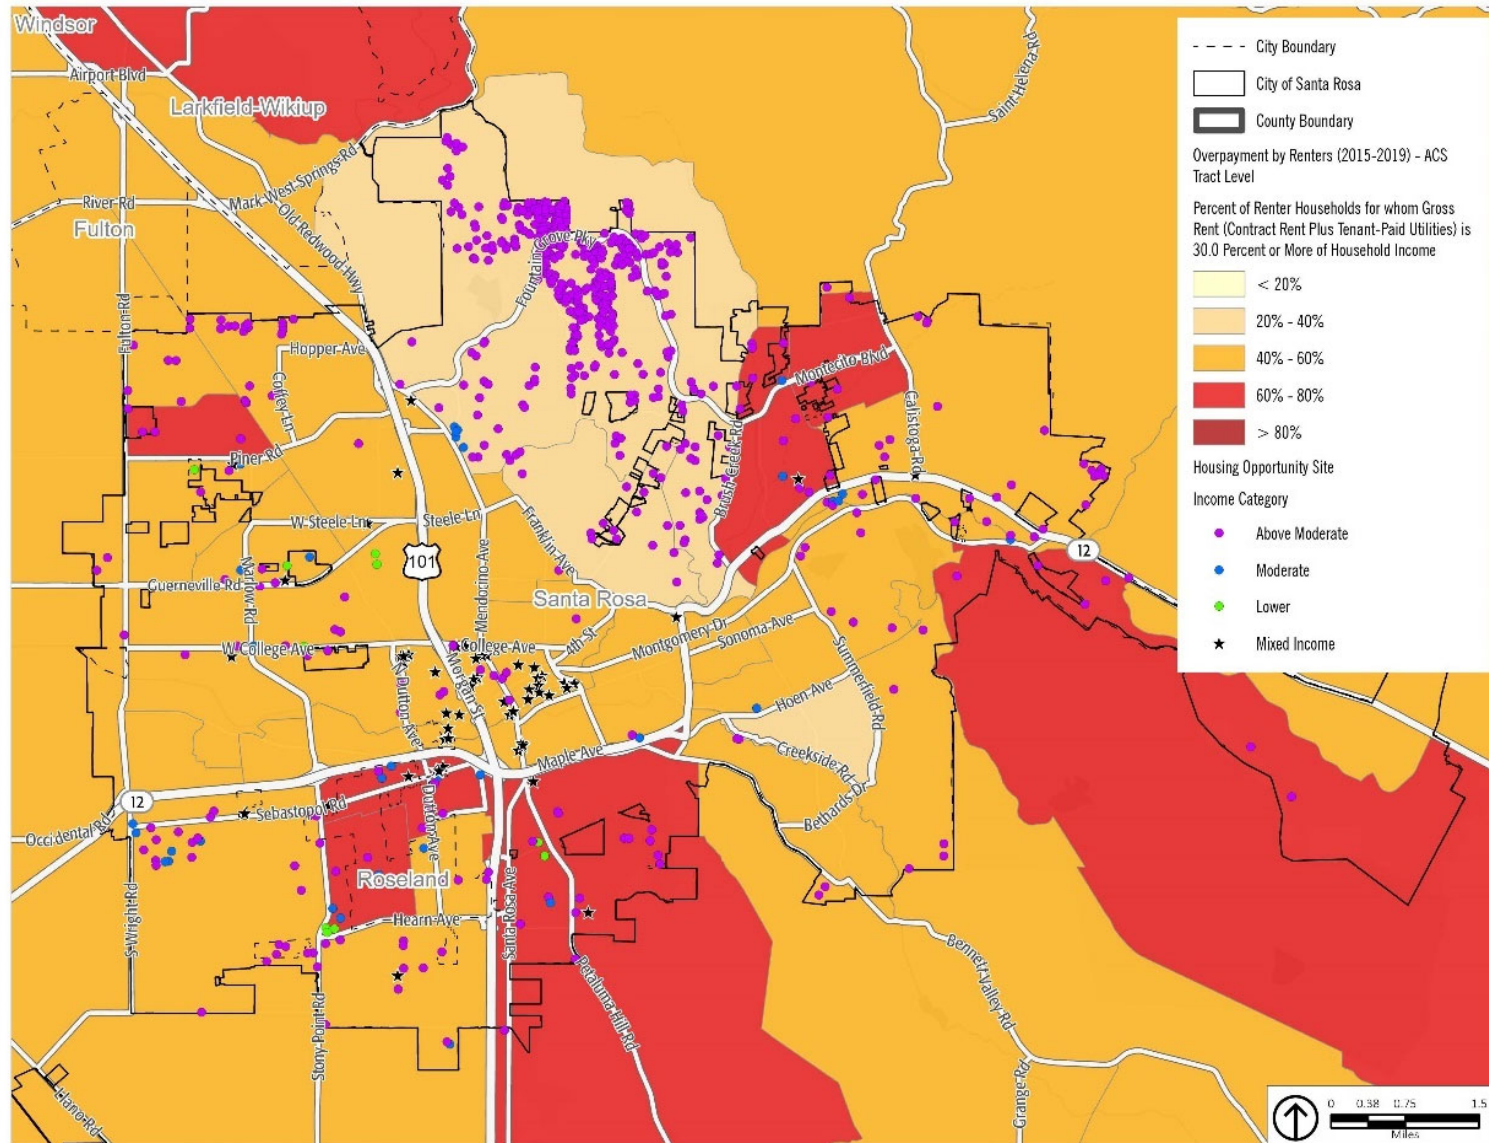 Windsor
Airport Blvd
Larkfield-Wikiup
Saint Helena Rd
Mark West Springs Rd
River Rd
Fulton
Old Redwood Hwy
Fountain Grove Pky
Fulton Rd
Hopper Ave
Coffey Ln
Montecito Blvd
Calistoga Rd
Piner Rd
Brush Creek Rd
W Steele Ln
Steele Ln
Franklin Ave
101
12
Guerneville Rd
Marlow Rd
Mendocino Ave
Santa Rosa
W College Ave
College Ave
4th St
Montgomery Dr
Sonoma Ave
Summerfield Rd
N Dutton Ave
Morgan St
Hoen Ave
Maple Ave
Creekside Rd
12
Sebastopol Rd
Occidental Rd
Dutton Ave
Bethards Dr
Roseland
S Wright Rd
Hearn Ave
Santa Rosa Ave
Bennett Valley Rd
Petaluma Hill Rd
Stony Point Rd
Grange Rd
Llano Rd
City Boundary
City of Santa Rosa
County Boundary
Overpayment by Renters (2015-2019) - ACS
Tract Level
Percent of Renter Households for whom Gross
Rent (Contract Rent Plus Tenant-Paid Utilities) is
30.0 Percent or More of Household Income
< 20%
20% - 40%
40% - 60%
60% - 80%
> 80%
Housing Opportunity Site
Income Category
Above Moderate
Moderate
Lower
Mixed Income
0 0.38 0.75 1.5
Miles